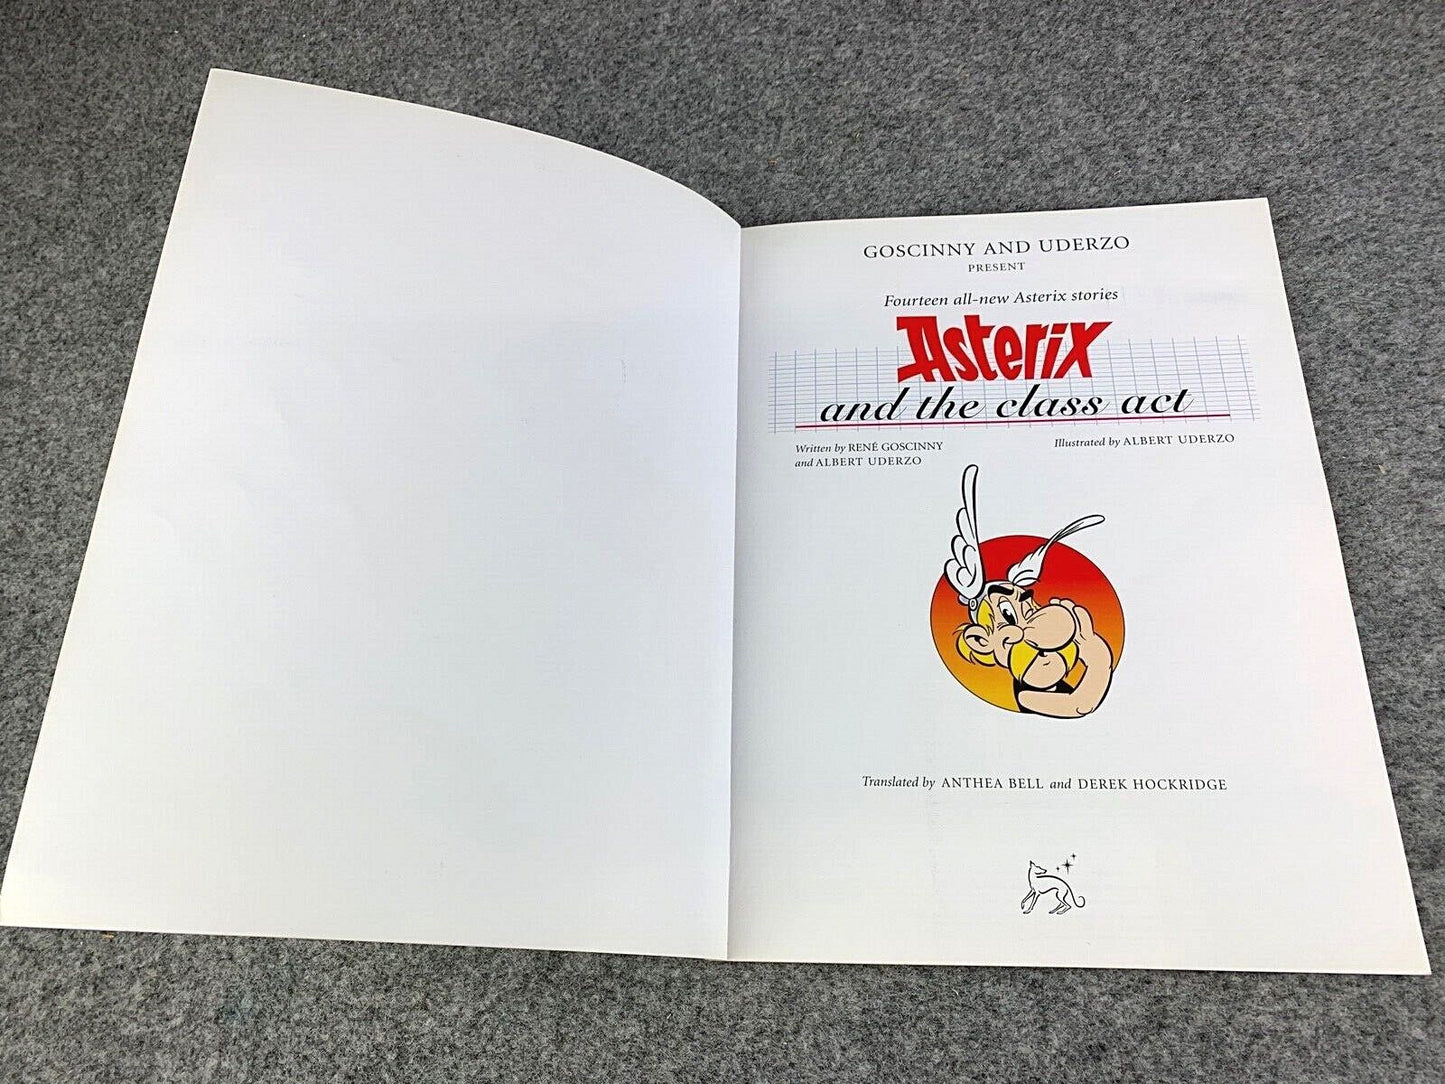 GOSCINNY AND UDERZO
PRESENT
Fourteen all-new Asterix stories
Asterix
and the class act
Written by RENÉ GOSCINNY
and ALBERT UDERZO
Illustrated by ALBERT UDERZO
Translated by ANTHEA BELL and DEREK HOCKRIDGE